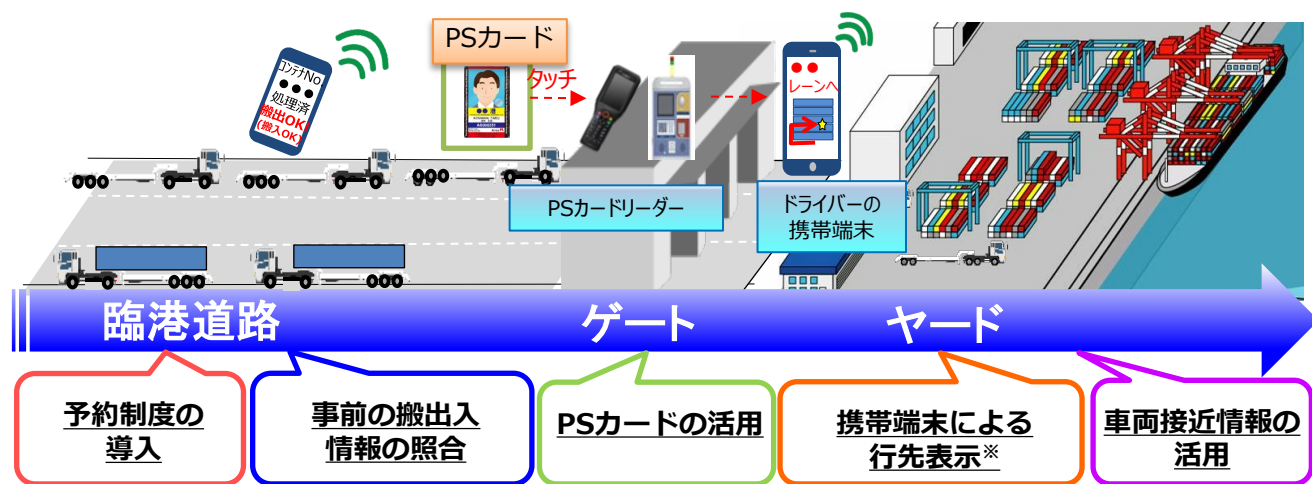 コンテナNo
●●●
処理済
搬出OK
(搬入OK)
PSカード
タッチ
●●
レーンへ
PSカードリーダー
ドライバーの
携帯端末
臨港道路
ゲート
ヤード
予約制度の
導入
事前の搬出入
情報の照合
PSカードの活用
携帯端末による
行先表示※
車両接近情報の
活用